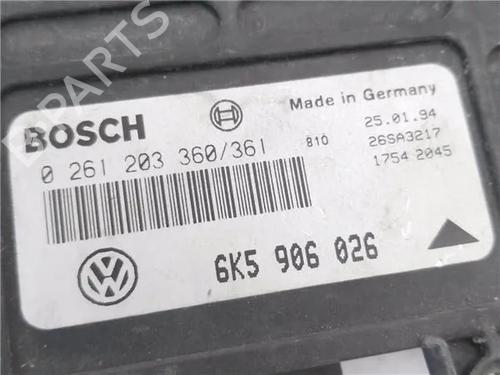 B-PARTS
Made in Germany
BOSCH
25.01.94
0 261 203 360/361
810
26SA3217
1754 2045
6K5 906 026